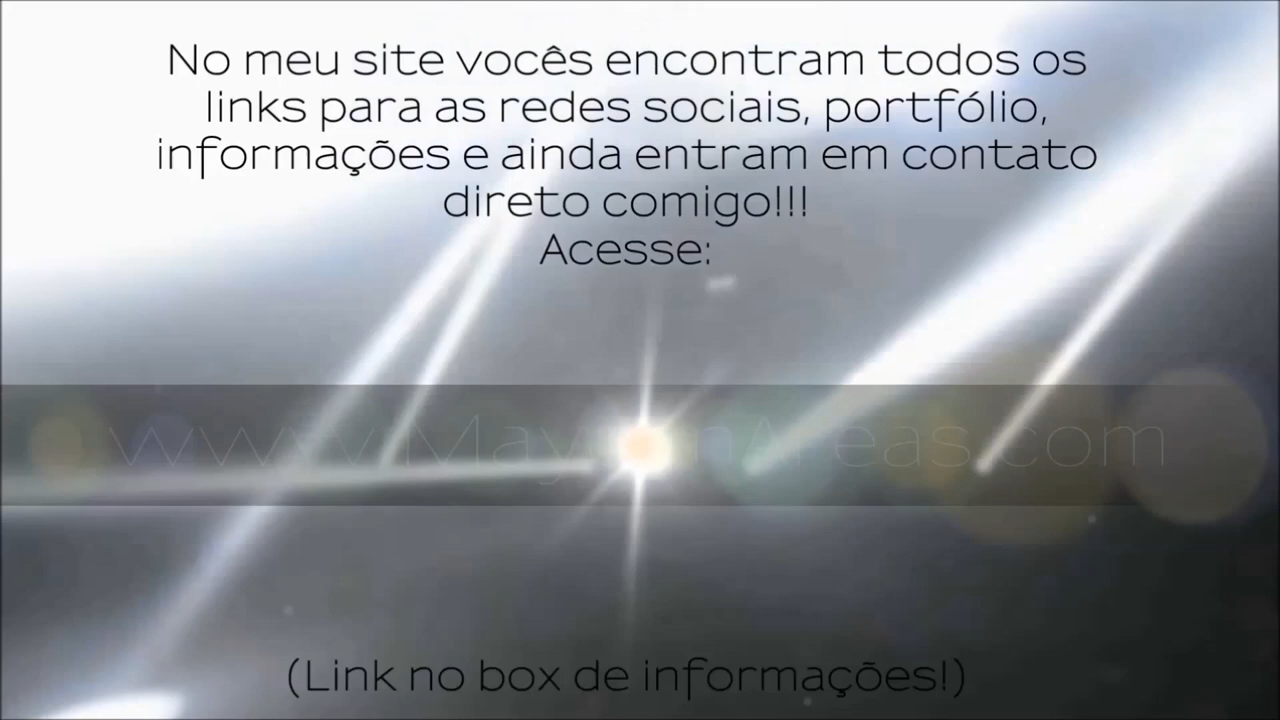 No meu site vocês encontram todos os
links para as redes sociais, portfólio,
informações e ainda entram em contato
direto comigo!!!
Acesse:
(Link no box de informações!)